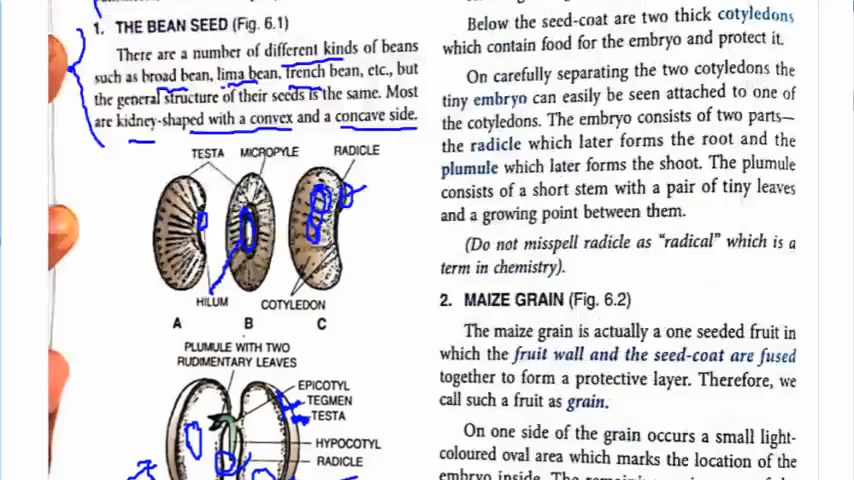 1. THE BEAN SEED (Fig. 6.1)
There are a number of different kinds of beans
such as broad bean, lima bean, french bean, etc., but
the general structure of their seeds is the same. Most
are kidney-shaped with a convex and a concave side.
TESTA MICROPYLE RADICLE
HILUM COTYLEDON
A B C
PLUMULE WITH TWO
RUDIMENTARY LEAVES
EPICOTYL
TEGMEN
TESTA
HYPOCOTYL
RADICLE
Below the seed-coat are two thick cotyledons
which contain food for the embryo and protect it.
On carefully separating the two cotyledons the
tiny embryo can easily be seen attached to one of
the cotyledons. The embryo consists of two parts—
the radicle which later forms the root and the
plumule which later forms the shoot. The plumule
consists of a short stem with a pair of tiny leaves
and a growing point between them.
(Do not misspell radicle as "radical" which is a
term in chemistry).
2. MAIZE GRAIN (Fig. 6.2)
The maize grain is actually a one seeded fruit in
which the fruit wall and the seed-coat are fused
together to form a protective layer. Therefore, we
call such a fruit as grain.
On one side of the grain occurs a small light-
coloured oval area which marks the location of the
embryo inside. The